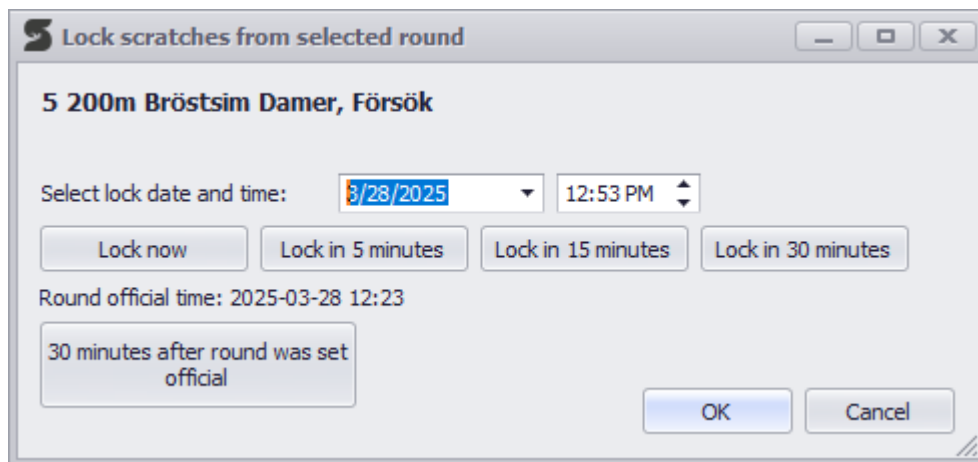 Lock scratches from selected round
5 200m Bröstsim Damer, Försök
Select lock date and time: 3/28/2025 12:53 PM
Lock now Lock in 5 minutes Lock in 15 minutes Lock in 30 minutes
Round official time: 2025-03-28 12:23
30 minutes after round was set
official
OK Cancel